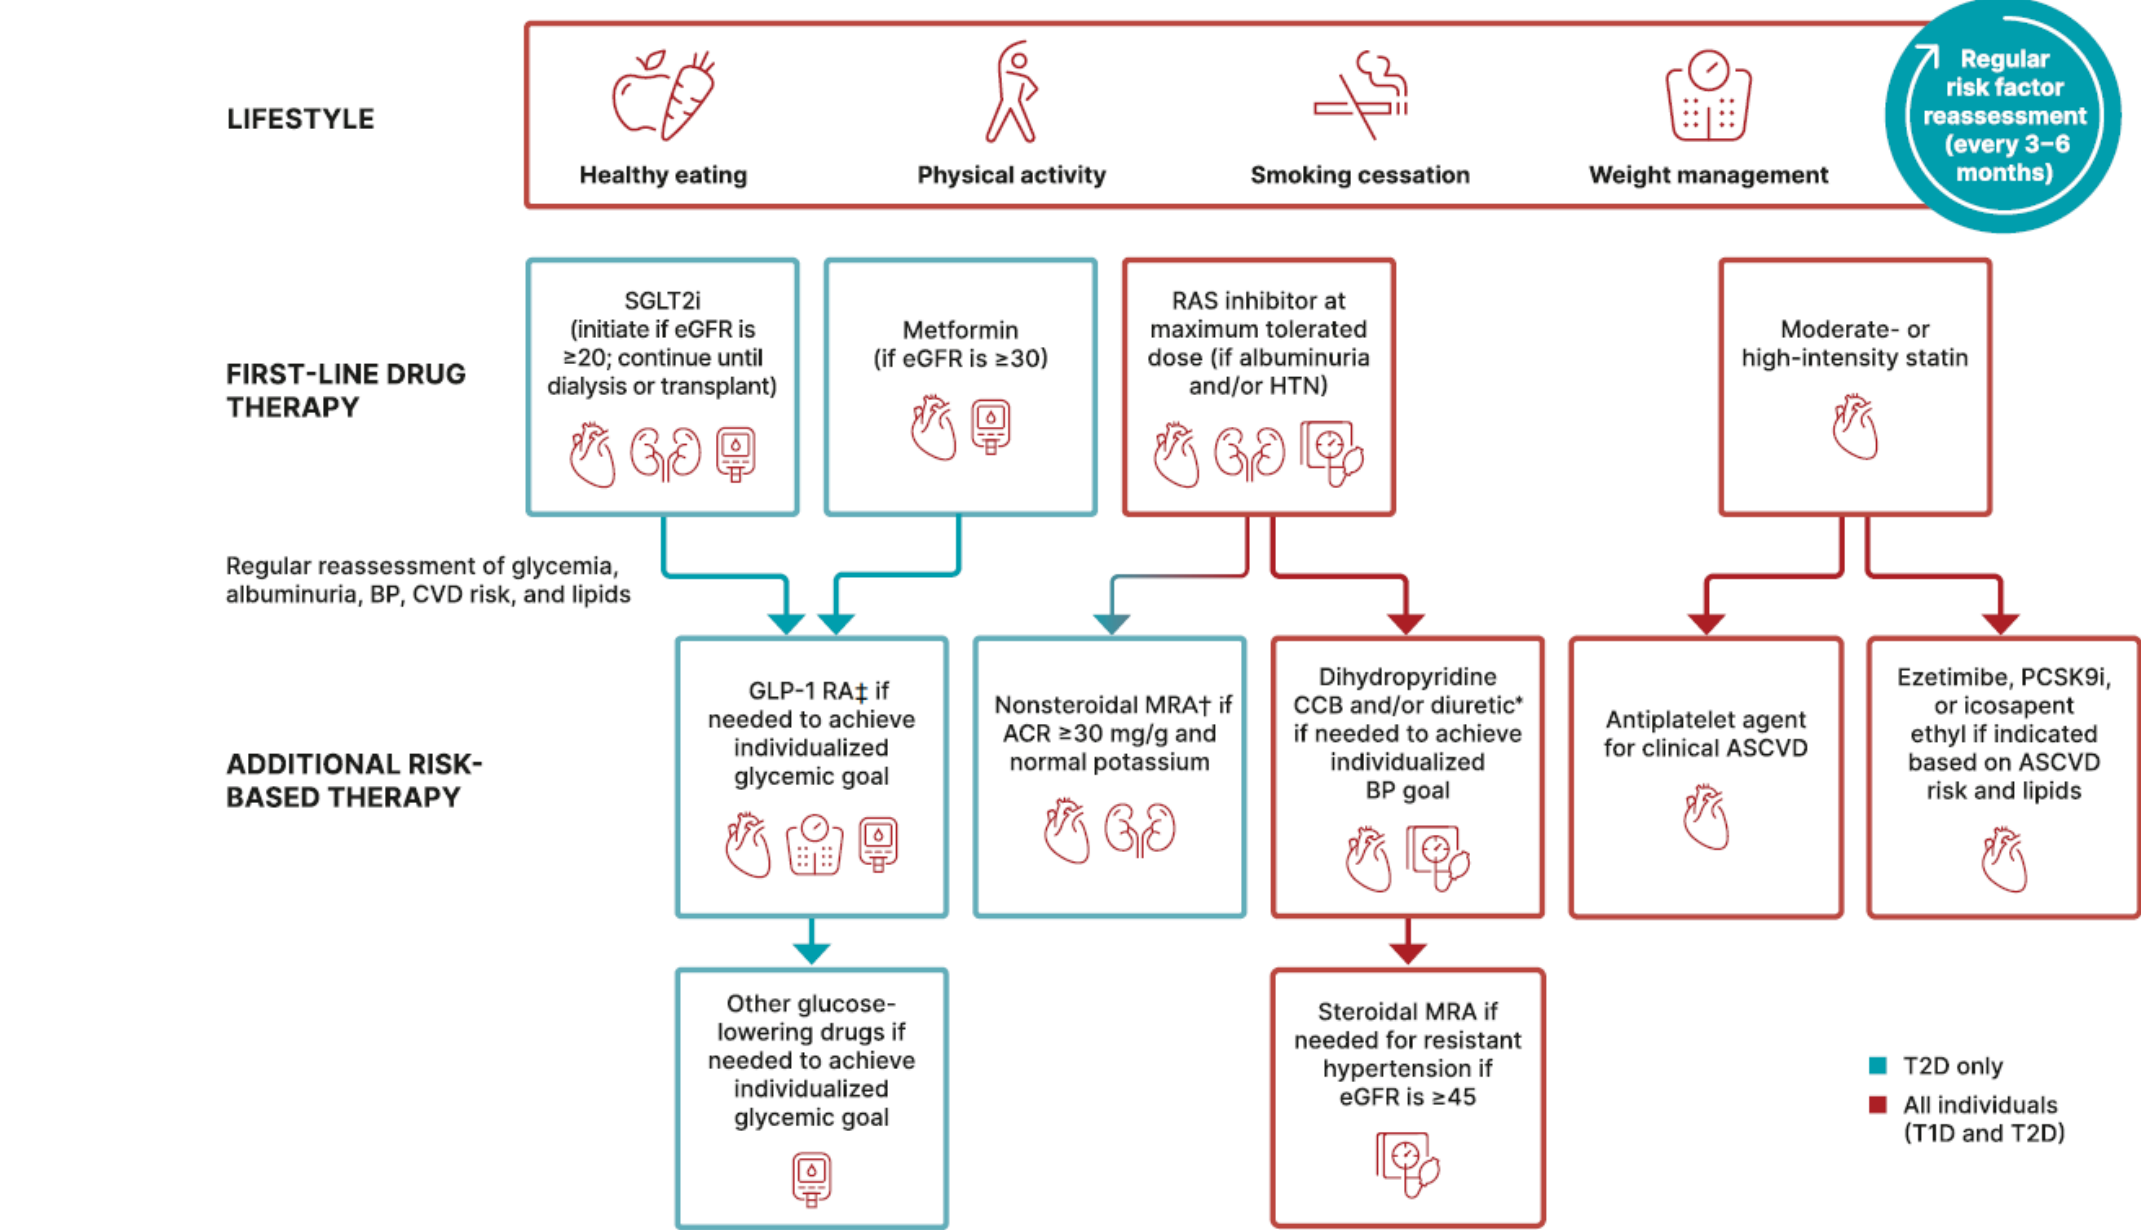 LIFESTYLE
Healthy eating
Physical activity
Smoking cessation
Weight management
Regular
risk factor
reassessment
(every 3–6
months)
FIRST-LINE DRUG
THERAPY
SGLT2i
(initiate if eGFR is
≥20; continue until
dialysis or transplant)
Metformin
(if eGFR is ≥30)
RAS inhibitor at
maximum tolerated
dose (if albuminuria
and/or HTN)
Moderate- or
high-intensity statin
Regular reassessment of glycemia,
albuminuria, BP, CVD risk, and lipids
ADDITIONAL RISK-
BASED THERAPY
GLP-1 RA‡ if
needed to achieve
individualized
glycemic goal
Nonsteroidal MRA† if
ACR ≥30 mg/g and
normal potassium
Dihydropyridine
CCB and/or diuretic*
if needed to achieve
individualized
BP goal
Antiplatelet agent
for clinical ASCVD
Ezetimibe, PCSK9i,
or icosapent
ethyl if indicated
based on ASCVD
risk and lipids
Other glucose-
lowering drugs if
needed to achieve
individualized
glycemic goal
Steroidal MRA if
needed for resistant
hypertension if
eGFR is ≥45
T2D only
All individuals
(T1D and T2D)